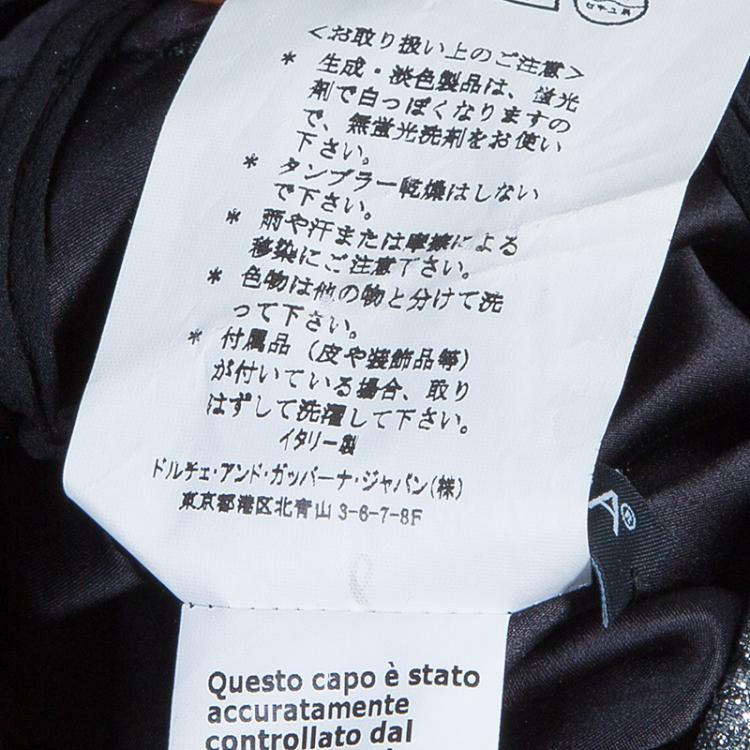 セキユ系
<お取り扱い上のご注意>
* 生成・淡色製品は、蛍光
剤で白っぽくなりますの
で、無蛍光洗剤をお使い
下さい。
* タンブラー乾燥はしない
で下さい。
* 雨や汗または摩擦による
移染にご注意下さい。
* 色物は他の物と分けて洗
って下さい。
* 付属品（皮や装飾品等）
が付いている場合、取り
はずして洗濯して下さい。
イタリー製
ドルチェ・アンド・ガッバーナ・ジャパン(株)
東京都港区北青山 3-6-7-8F
A®
Questo capo è stato
accuratamente
controllato dal